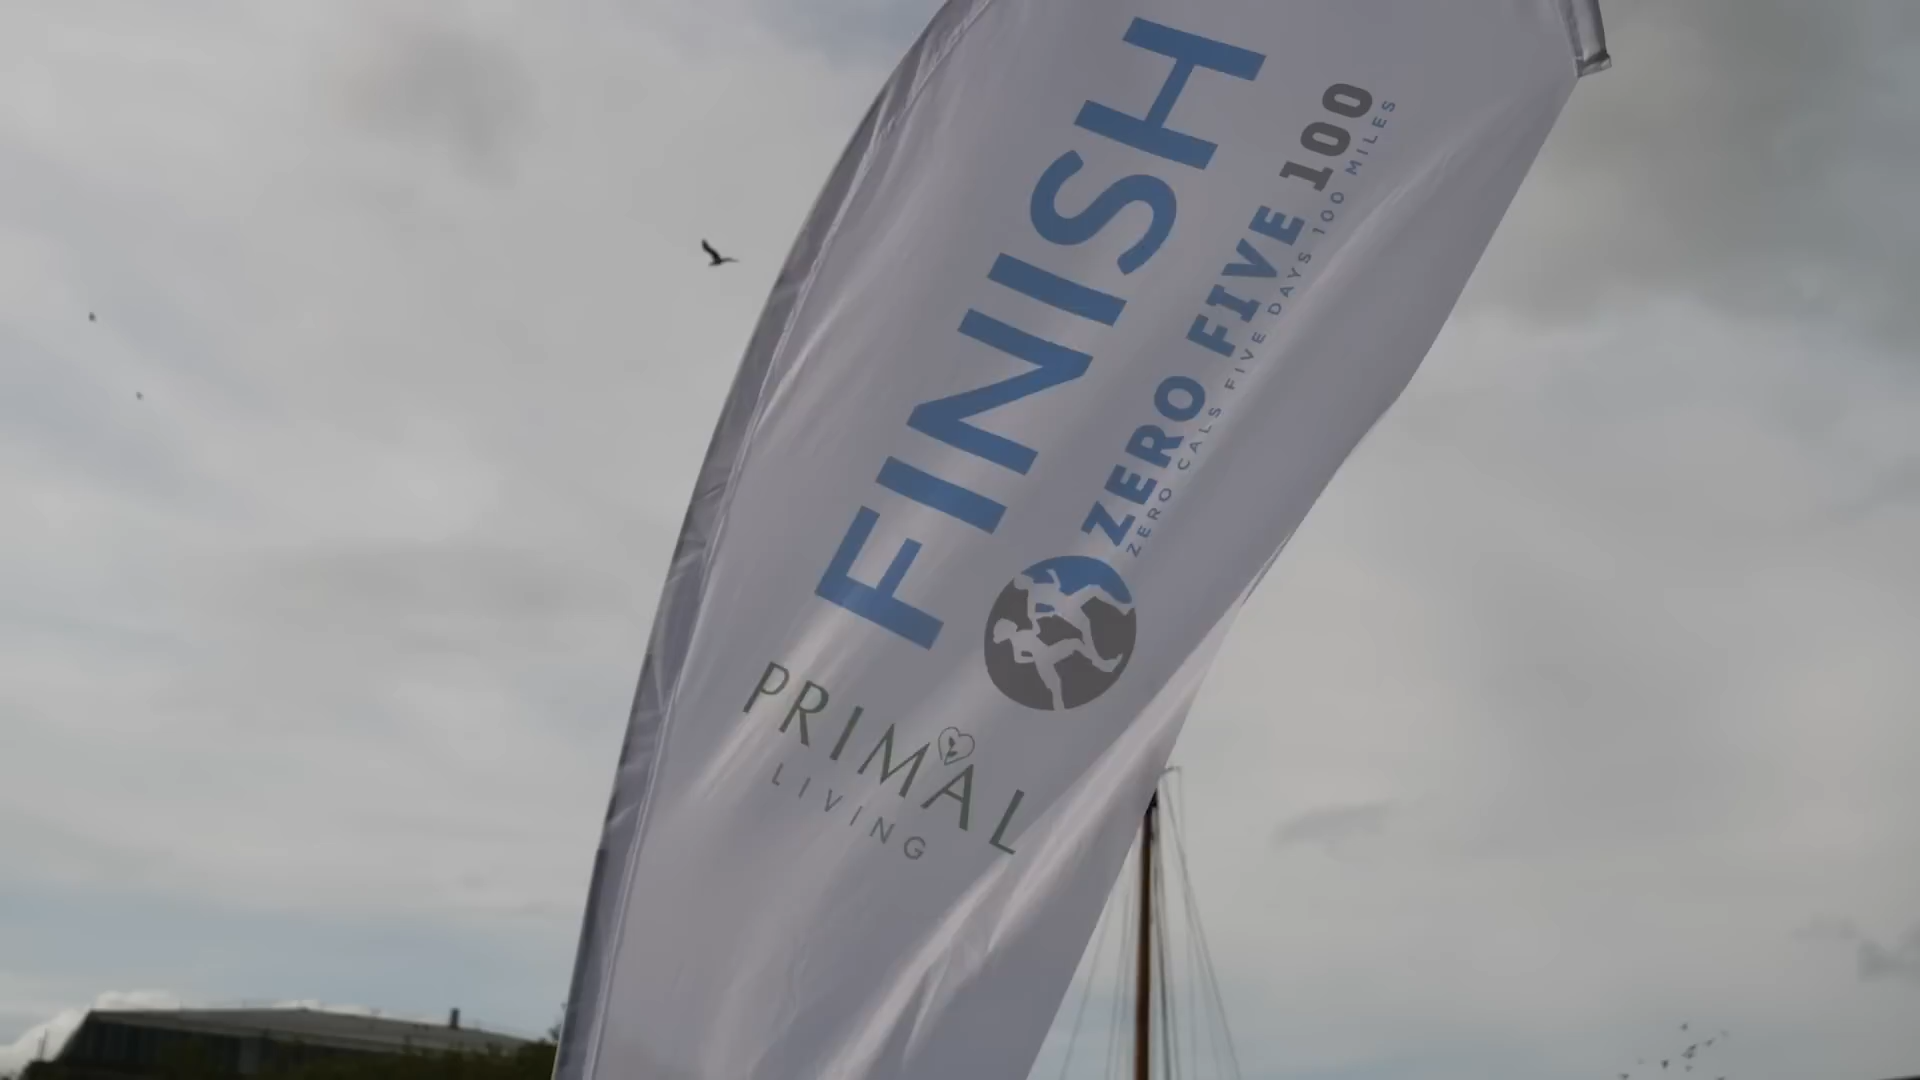 FINISH
ZERO FIVE 100
ZERO CALS FIVE DAYS 100 MILES
PRIMAL
LIVING